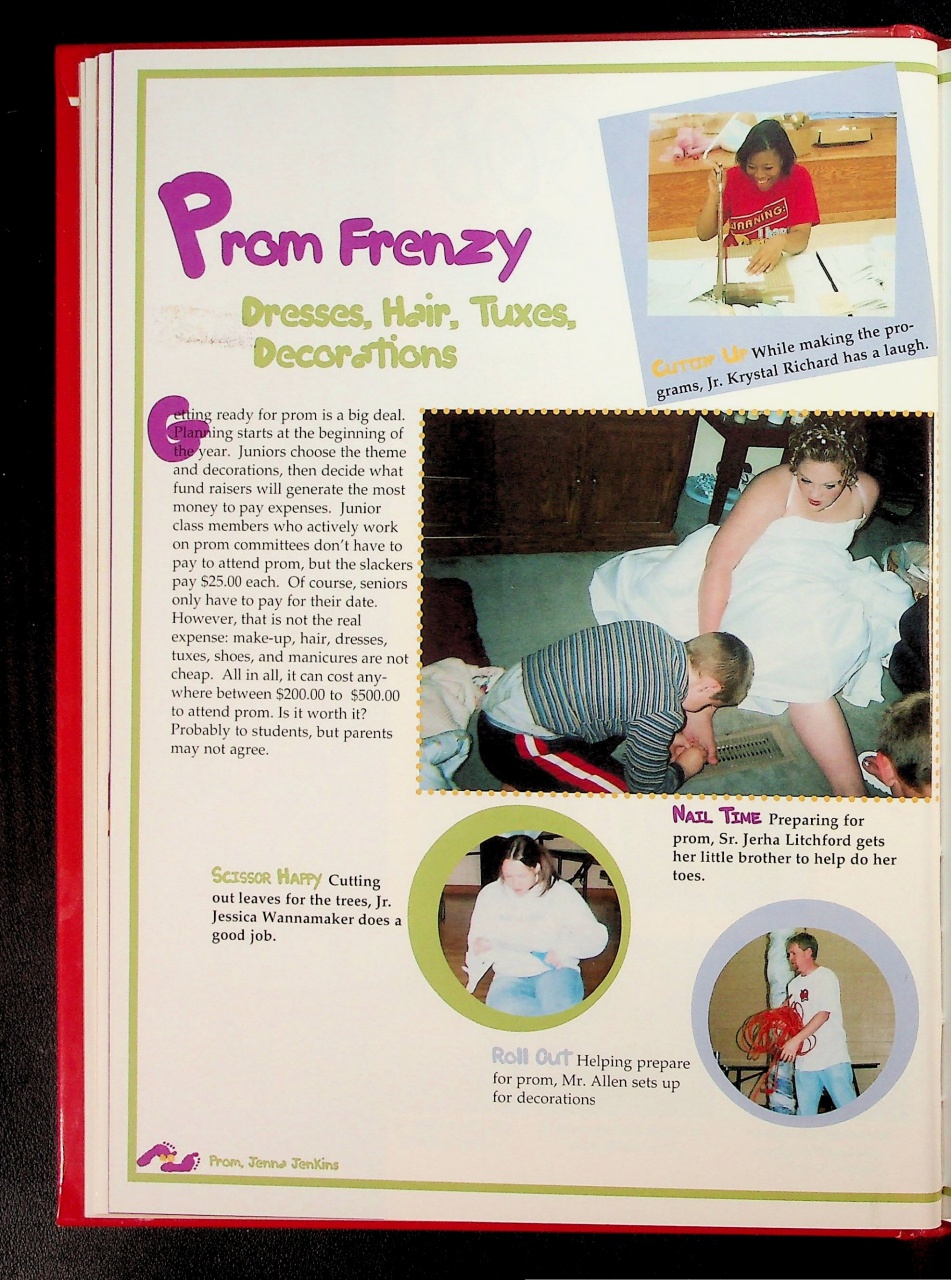 Prom Frenzy
Dresses, Hair, Tuxes,
Decorations
WARNING:
Cuttin' Up While making the pro-
grams, Jr. Krystal Richard has a laugh.
Getting ready for prom is a big deal.
Planning starts at the beginning of
the year. Juniors choose the theme
and decorations, then decide what
fund raisers will generate the most
money to pay expenses. Junior
class members who actively work
on prom committees don't have to
pay to attend prom, but the slackers
pay $25.00 each. Of course, seniors
only have to pay for their date.
However, that is not the real
expense: make-up, hair, dresses,
tuxes, shoes, and manicures are not
cheap. All in all, it can cost any-
where between $200.00 to $500.00
to attend prom. Is it worth it?
Probably to students, but parents
may not agree.
Nail Time Preparing for
prom, Sr. Jerha Litchford gets
her little brother to help do her
toes.
Scissor Happy Cutting
out leaves for the trees, Jr.
Jessica Wannamaker does a
good job.
Roll Out Helping prepare
for prom, Mr. Allen sets up
for decorations
Prom, Jenna Jenkins